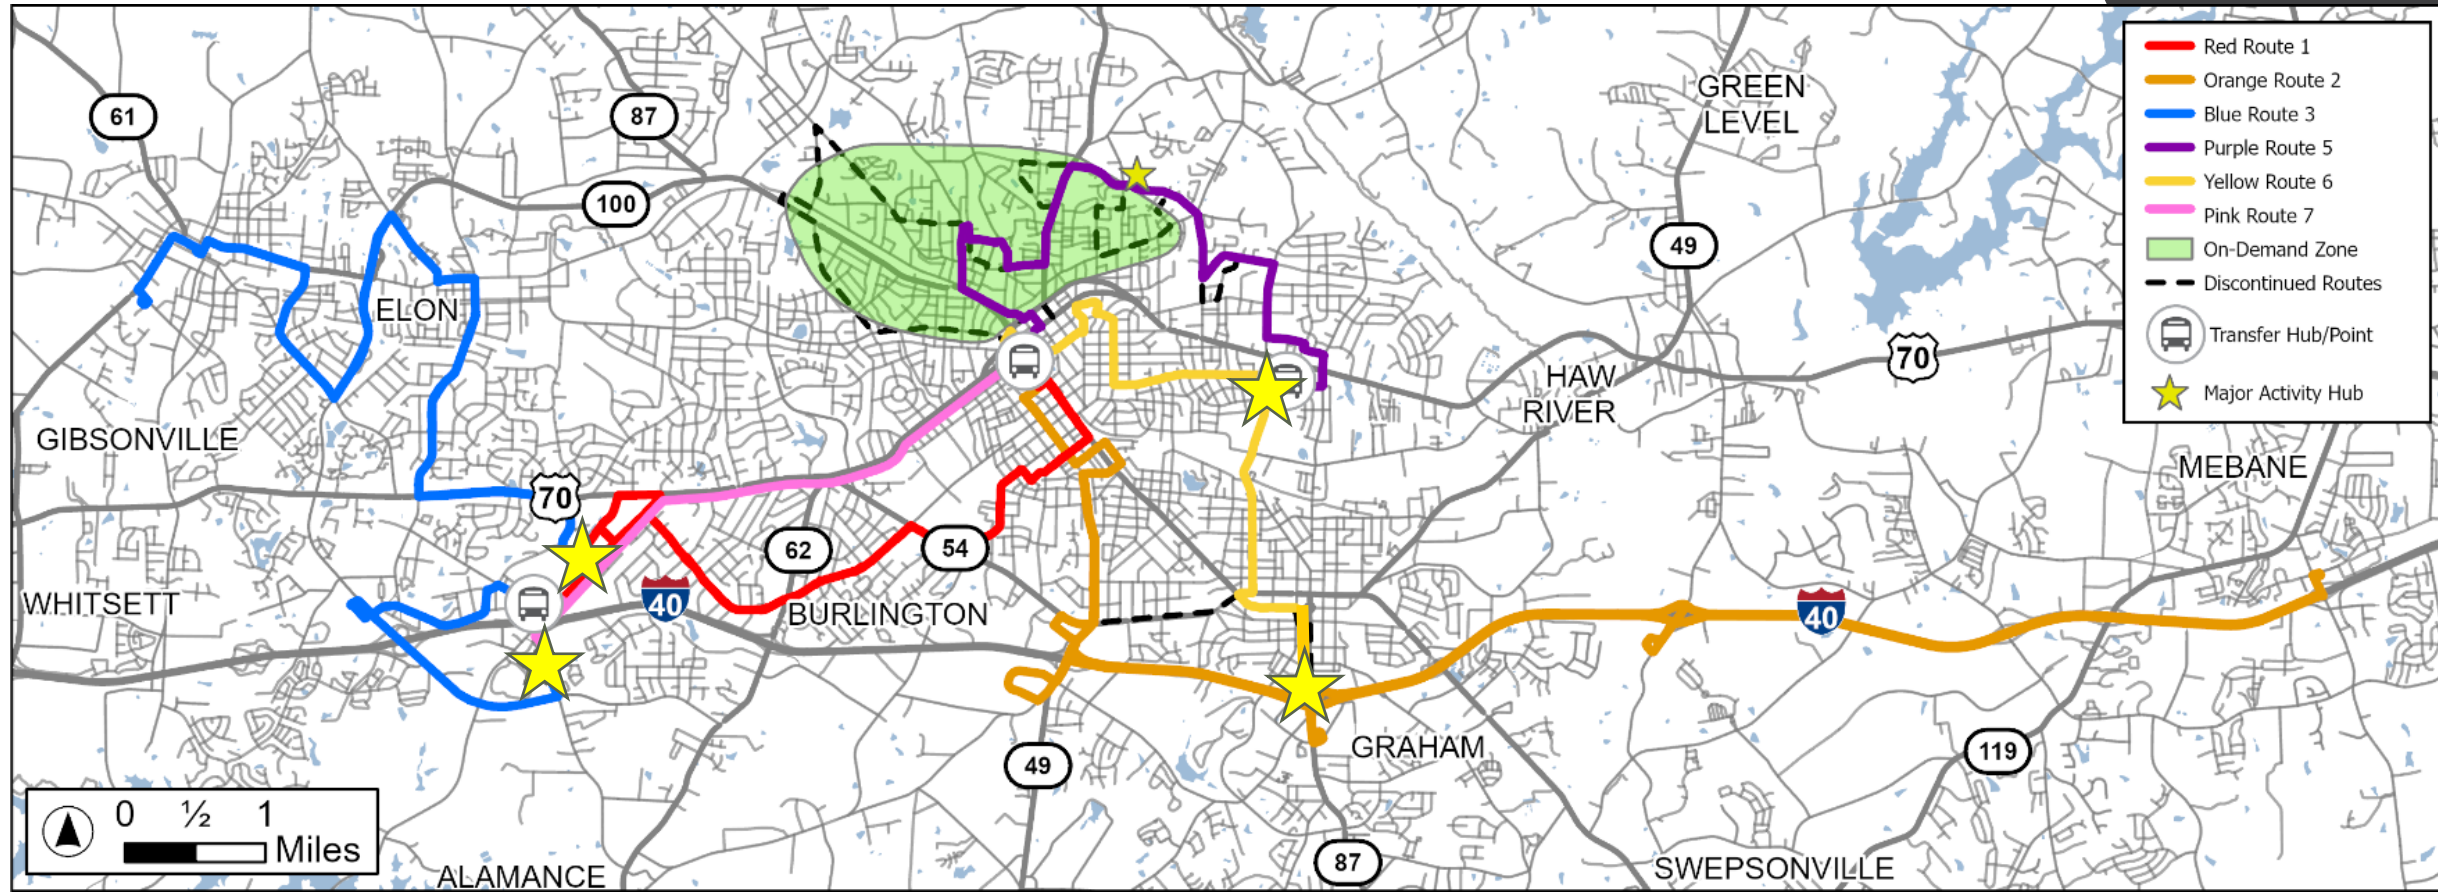 61
87
100
GREEN
LEVEL
49
ELON
GIBSONVILLE
70
HAW
RIVER
70
MEBANE
WHITSETT
40
62
54
BURLINGTON
40
GRAHAM
49
87
119
SWEPSONVILLE
ALAMANCE
Red Route 1
Orange Route 2
Blue Route 3
Purple Route 5
Yellow Route 6
Pink Route 7
On-Demand Zone
Discontinued Routes
Transfer Hub/Point
Major Activity Hub
0 ½ 1
Miles